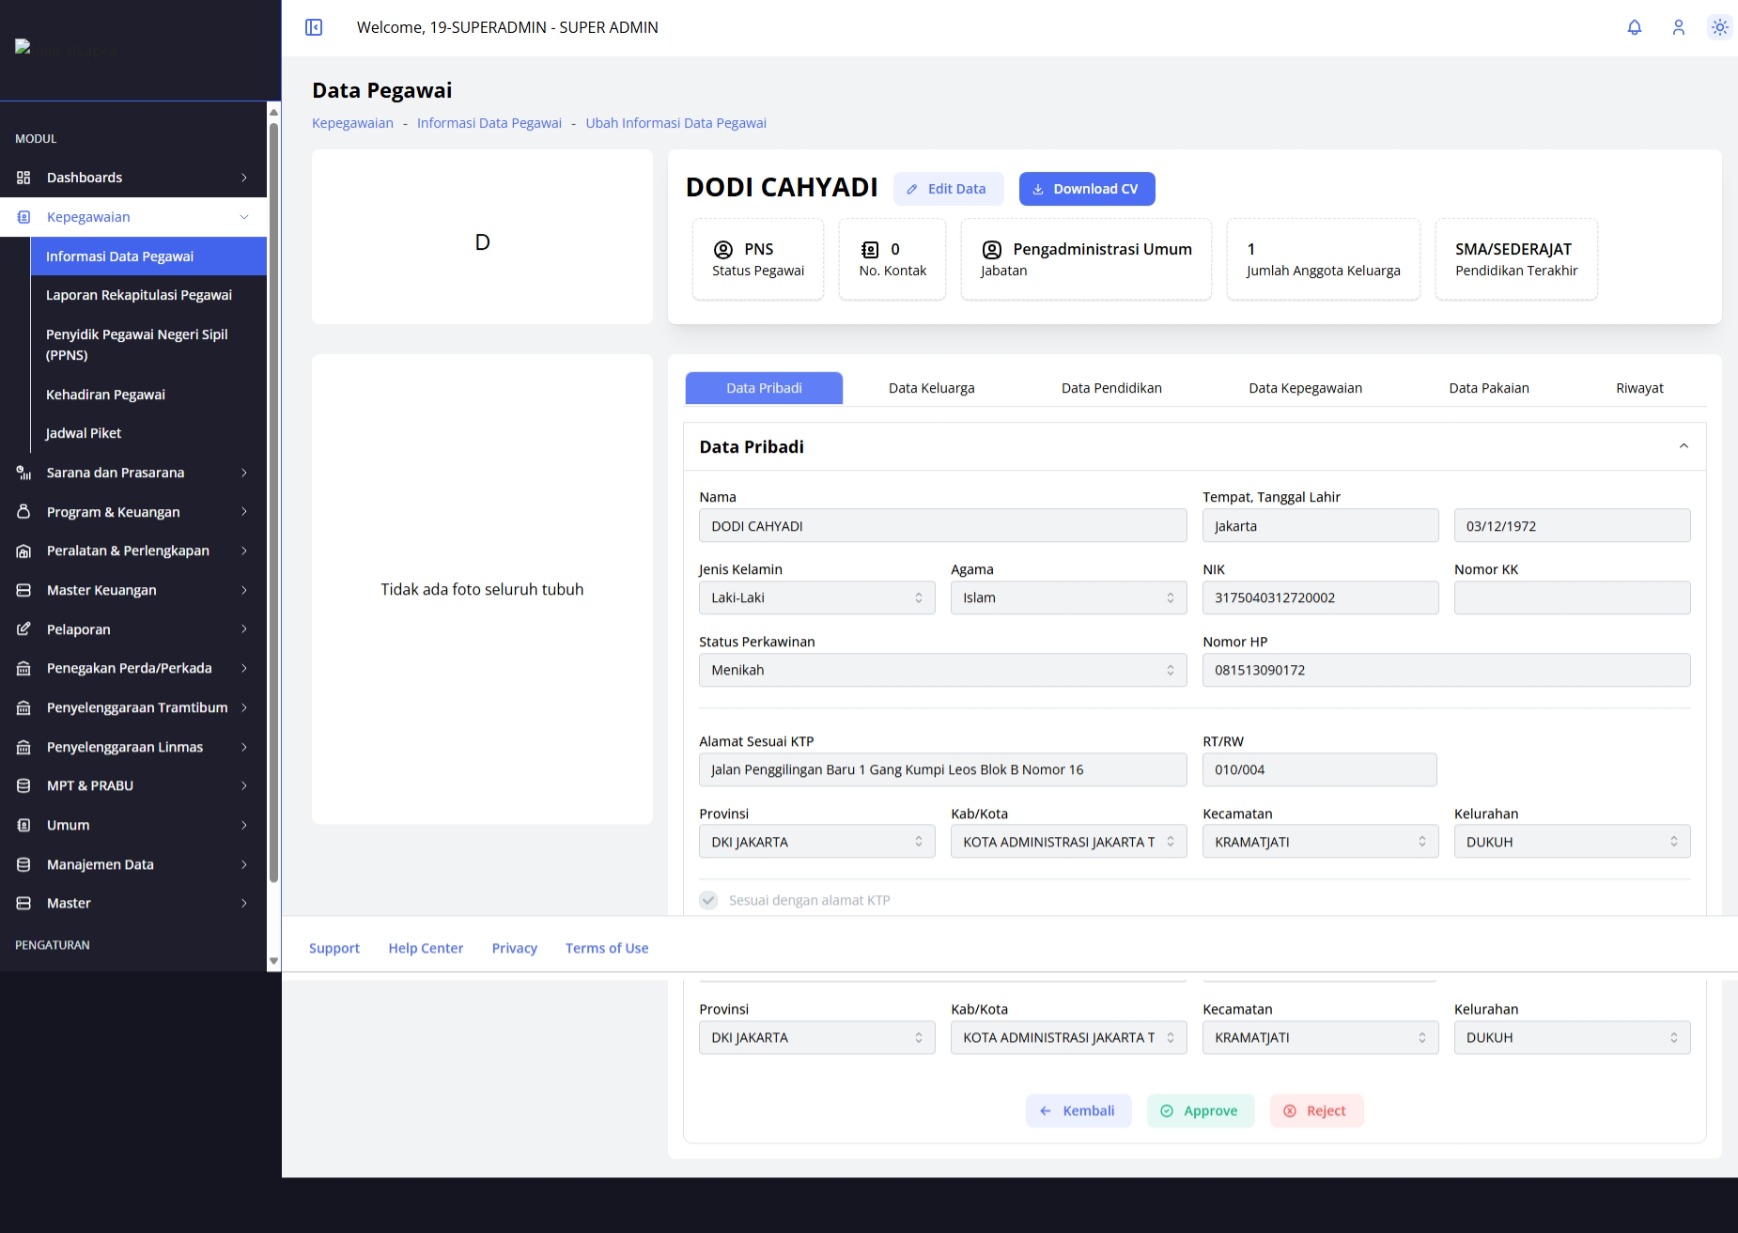 Welcome, 19-SUPERADMIN - SUPER ADMIN
MODUL
Dashboards
Kepegawaian
Informasi Data Pegawai
Laporan Rekapitulasi Pegawai
Penyidik Pegawai Negeri Sipil
(PPNS)
Kehadiran Pegawai
Jadwal Piket
Sarana dan Prasarana
Program & Keuangan
Peralatan & Perlengkapan
Master Keuangan
Pelaporan
Penegakan Perda/Perkada
Penyelenggaraan Tramtibum
Penyelenggaraan Linmas
MPT & PRABU
Umum
Manajemen Data
Master
PENGATURAN
Data Pegawai
Kepegawaian - Informasi Data Pegawai - Ubah Informasi Data Pegawai
D
Tidak ada foto seluruh tubuh
DODI CAHYADI Edit Data Download CV
PNS
Status Pegawai
0
No. Kontak
Pengadministrasi Umum
Jabatan
1
Jumlah Anggota Keluarga
SMA/SEDERAJAT
Pendidikan Terakhir
Data Pribadi Data Keluarga Data Pendidikan Data Kepegawaian Data Pakaian Riwayat
Data Pribadi
Nama Tempat, Tanggal Lahir
DODI CAHYADI Jakarta 03/12/1972
Jenis Kelamin Agama NIK Nomor KK
Laki-Laki Islam 3175040312720002
Status Perkawinan Nomor HP
Menikah 081513090172
Alamat Sesuai KTP RT/RW
Jalan Penggilingan Baru 1 Gang Kumpi Leos Blok B Nomor 16 010/004
Provinsi Kab/Kota Kecamatan Kelurahan
DKI JAKARTA KOTA ADMINISTRASI JAKARTA T KRAMATJATI DUKUH
Sesuai dengan alamat KTP
Support Help Center Privacy Terms of Use
Provinsi Kab/Kota Kecamatan Kelurahan
DKI JAKARTA KOTA ADMINISTRASI JAKARTA T KRAMATJATI DUKUH
Kembali Approve Reject